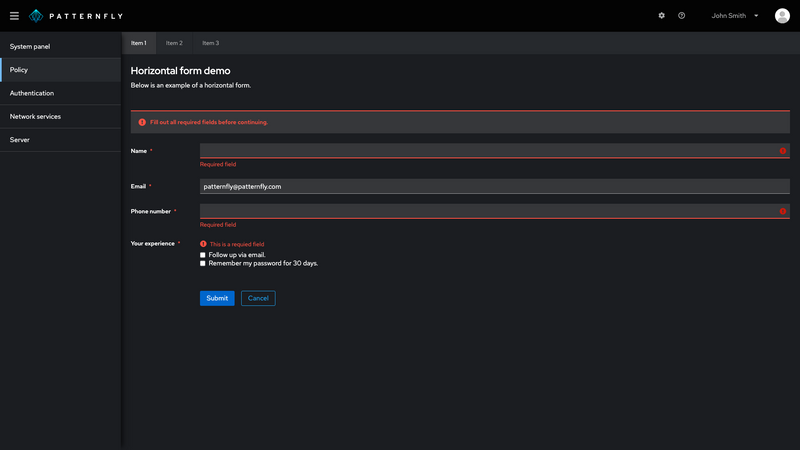 PATTERNFLY
John Smith
System panel
Policy
Authentication
Network services
Server
Item 1
Item 2
Item 3
Horizontal form demo
Below is an example of a horizontal form.
Fill out all required fields before continuing.
Name *
Required field
Email *
patternfly@patternfly.com
Phone number *
Required field
Your experience *
This is a requied field
Follow up via email.
Remember my password for 30 days.
Submit
Cancel